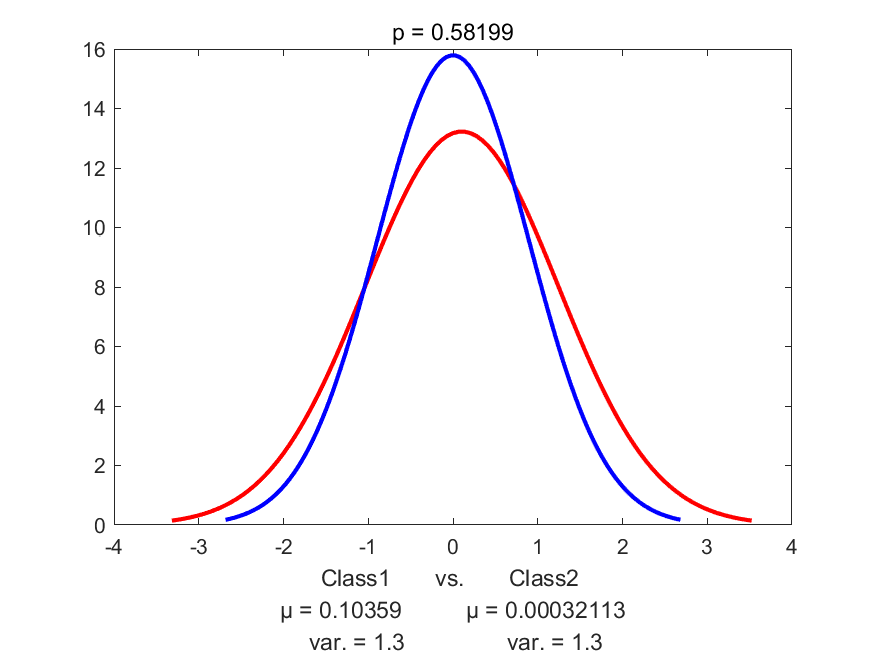 p = 0.58199
16
14
12
10
8
6
4
2
0
-4 -3 -2 -1 0 1 2 3 4
Class1 vs. Class2
μ = 0.10359 μ = 0.00032113
var. = 1.3 var. = 1.3